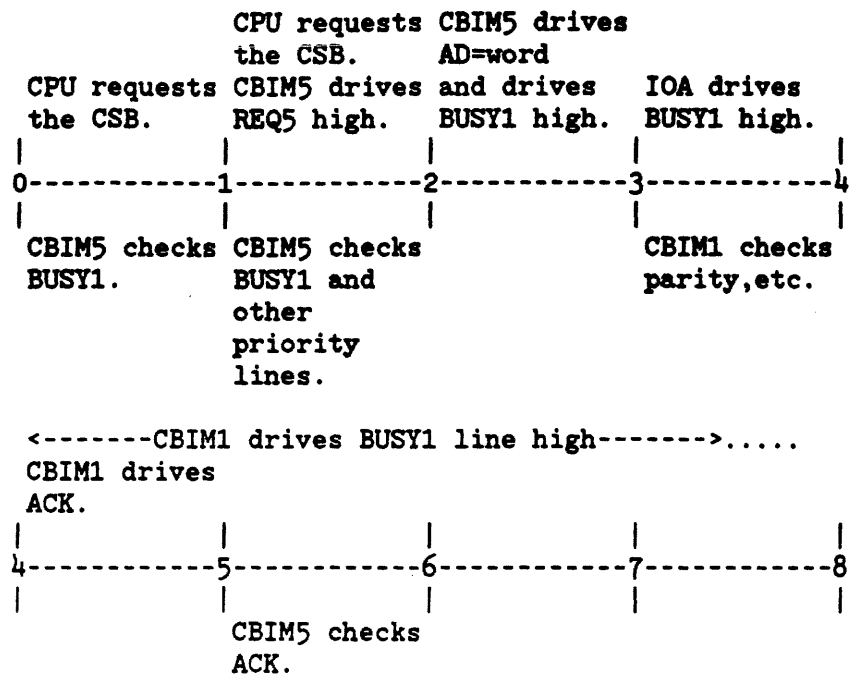 CPU requests CBIM5 drives
              the CSB.     AD=word
CPU requests CBIM5 drives and drives   IOA drives
the CSB.     REQ5 high.   BUSY1 high.  BUSY1 high.
|            |            |            |            |
0------------1------------2------------3------------4
|            |            |            |            |
CBIM5 checks CBIM5 checks              CBIM1 checks
BUSY1.       BUSY1 and                 parity,etc.
             other
             priority
             lines.
<-------CBIM1 drives BUSY1 line high------->.....
CBIM1 drives
ACK.
|            |            |            |            |
4------------5------------6------------7------------8
|            |            |            |            |
             CBIM5 checks
             ACK.